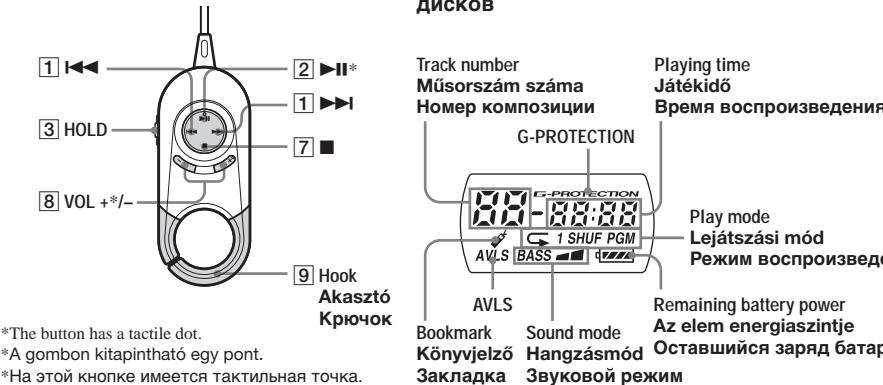 дисков
1 ⏮
2 ⏯*
1 ⏭
3 HOLD
7 ■
8 VOL +*/–
9 Hook
Akasztó
Крючок
*The button has a tactile dot.
*A gombon kitapintható egy pont.
*На этой кнопке имеется тактильная точка.
Track number
Műsorszám száma
Номер композиции
Playing time
Játékidő
Время воспроизведения
G-PROTECTION
G-PROTECTION
88-88:88
1 SHUF PGM
AVLS BASS
Play mode
Lejátszási mód
Режим воспроизведе
AVLS
Remaining battery power
Az elem energiaszintje
Оставшийся заряд батар
Bookmark
Könyvjelző
Закладка
Sound mode
Hangzásmód
Звуковой режим